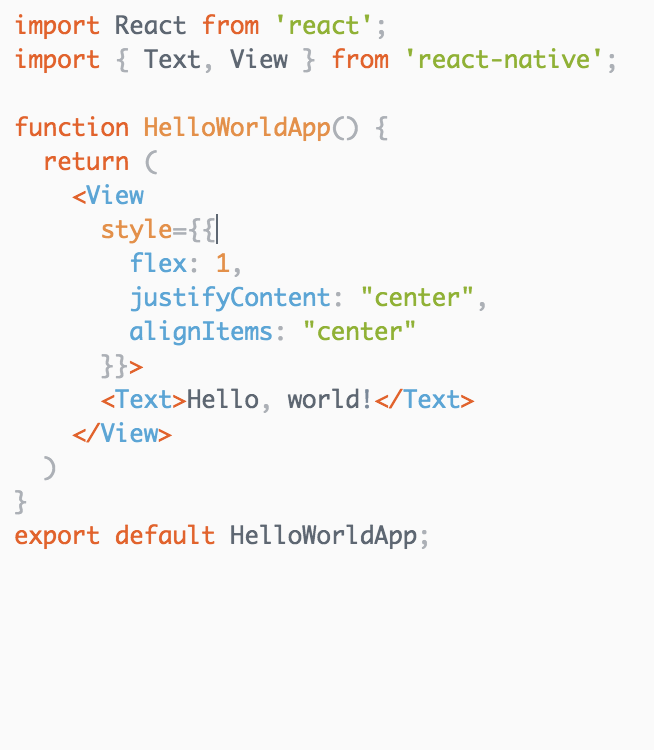 import React from 'react';
import { Text, View } from 'react-native';

function HelloWorldApp() {
  return (
    <View
      style={{
        flex: 1,
        justifyContent: "center",
        alignItems: "center"
      }}>
      <Text>Hello, world!</Text>
    </View>
  )
}
export default HelloWorldApp;